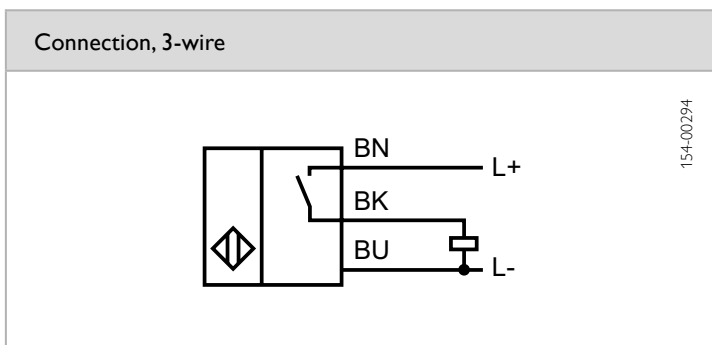 Connection, 3-wire
154-00294
BN
L+
BK
BU
L-